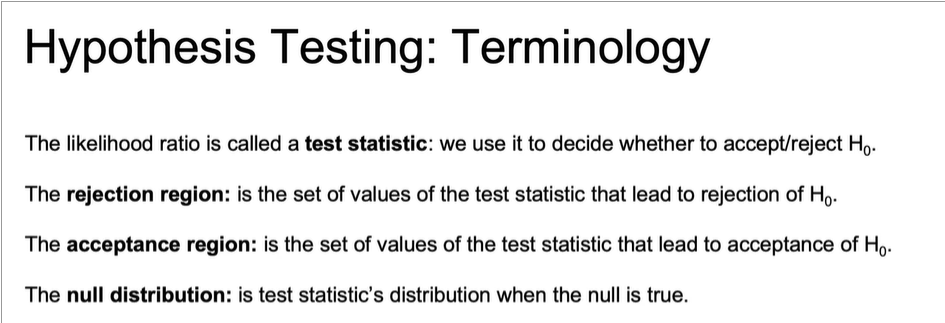 Hypothesis Testing: Terminology
The likelihood ratio is called a test statistic: we use it to decide whether to accept/reject H₀.
The rejection region: is the set of values of the test statistic that lead to rejection of H₀.
The acceptance region: is the set of values of the test statistic that lead to acceptance of H₀.
The null distribution: is test statistic's distribution when the null is true.